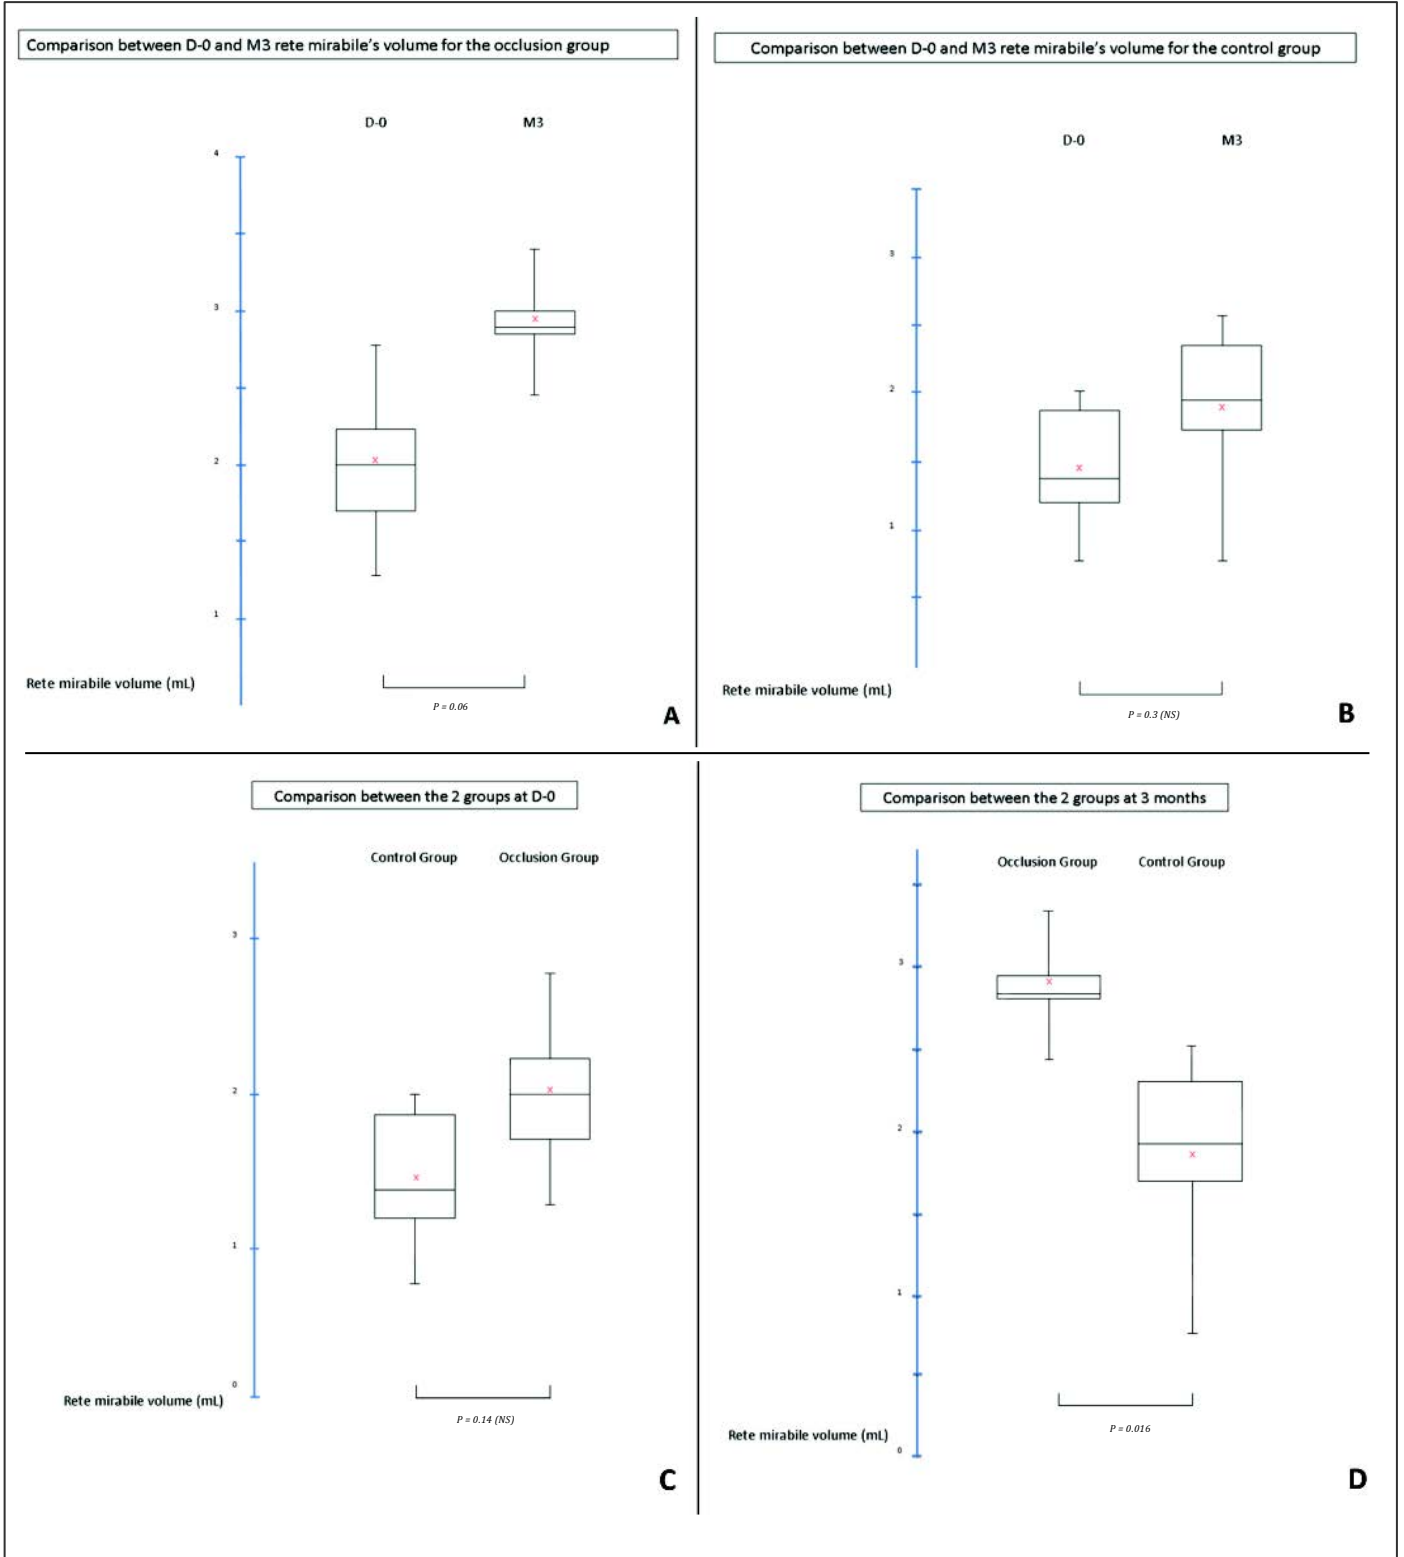 Comparison between D-0 and M3 rete mirabile's volume for the occlusion group
D-0 M3
4
3
2
1
Rete mirabile volume (mL)
P = 0.06
A
Comparison between D-0 and M3 rete mirabile's volume for the control group
D-0 M3
3
2
1
Rete mirabile volume (mL)
P = 0.3 (NS)
B
Comparison between the 2 groups at D-0
Control Group Occlusion Group
3
2
1
0
Rete mirabile volume (mL)
P = 0.14 (NS)
C
Comparison between the 2 groups at 3 months
Occlusion Group Control Group
3
2
1
0
Rete mirabile volume (mL)
P = 0.016
D